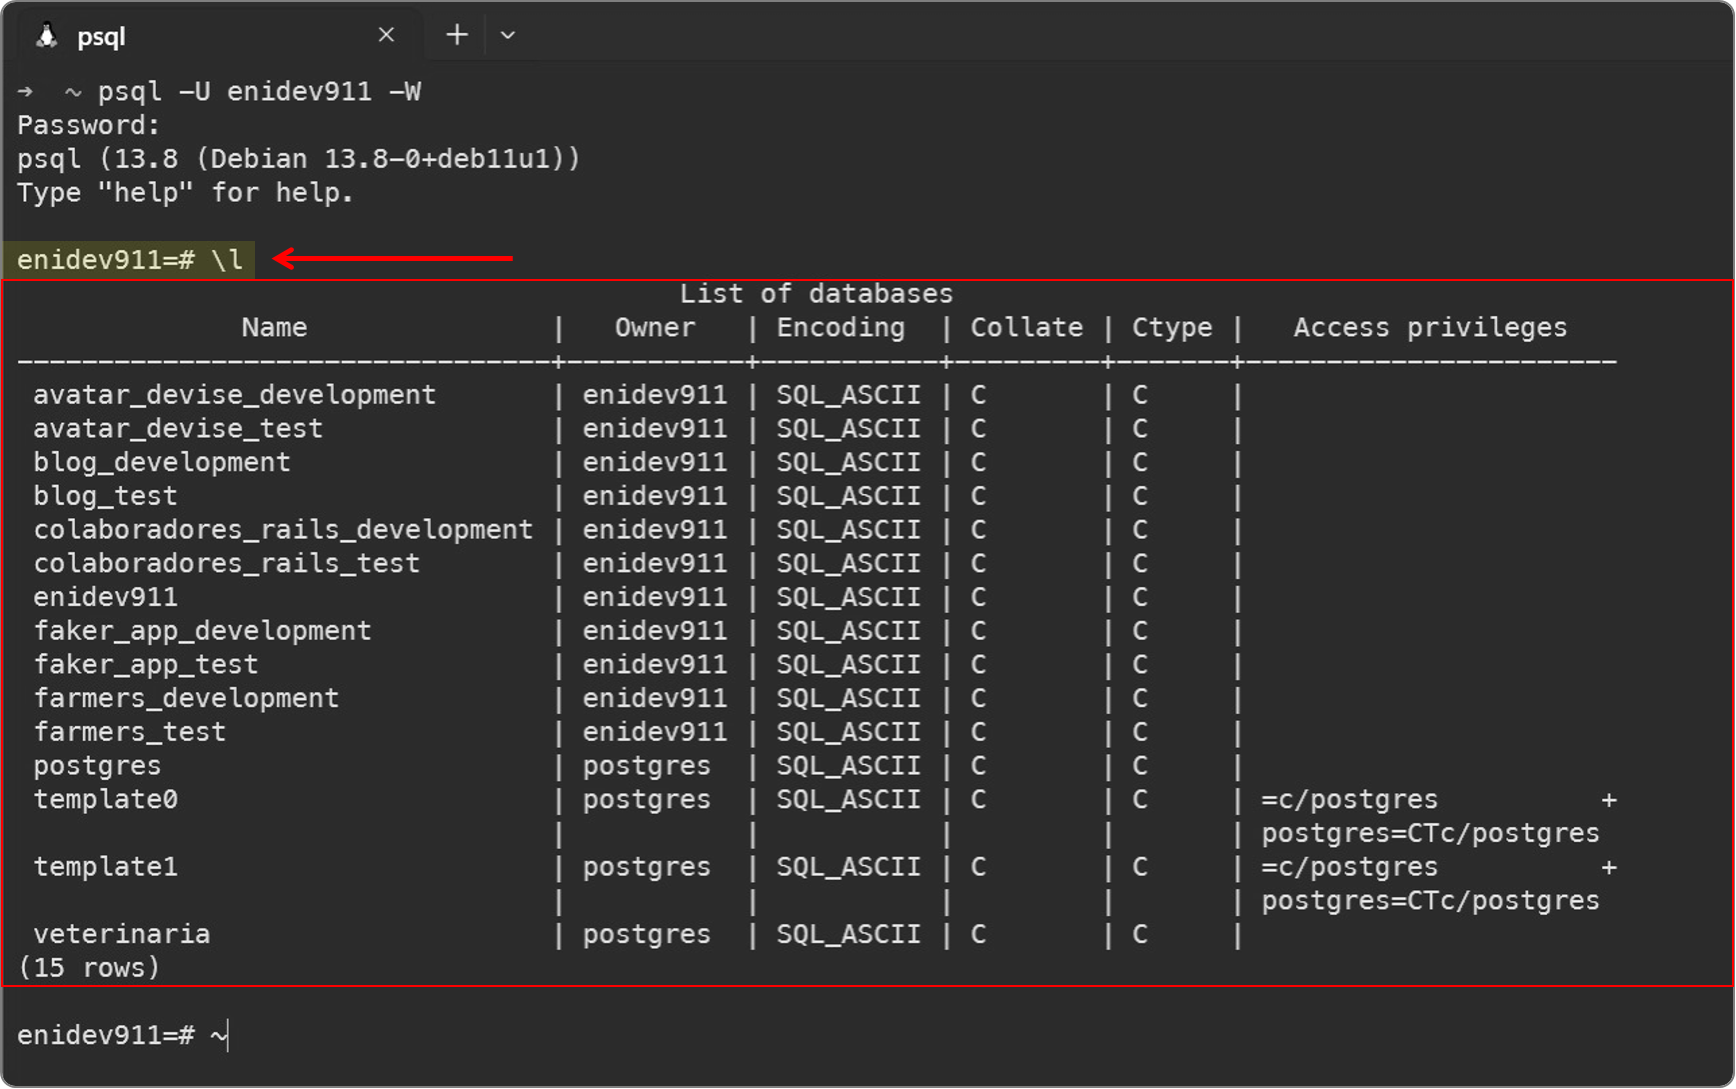 psql
→  ~ psql -U enidev911 -W
Password:
psql (13.8 (Debian 13.8-0+deb11u1))
Type "help" for help.
enidev911=# \l
                                         List of databases
              Name               |   Owner   | Encoding  | Collate | Ctype |   Access privileges
---------------------------------+-----------+-----------+---------+-------+-----------------------
 avatar_devise_development       | enidev911 | SQL_ASCII | C       | C     |
 avatar_devise_test              | enidev911 | SQL_ASCII | C       | C     |
 blog_development                | enidev911 | SQL_ASCII | C       | C     |
 blog_test                       | enidev911 | SQL_ASCII | C       | C     |
 colaboradores_rails_development | enidev911 | SQL_ASCII | C       | C     |
 colaboradores_rails_test        | enidev911 | SQL_ASCII | C       | C     |
 enidev911                       | enidev911 | SQL_ASCII | C       | C     |
 faker_app_development           | enidev911 | SQL_ASCII | C       | C     |
 faker_app_test                  | enidev911 | SQL_ASCII | C       | C     |
 farmers_development             | enidev911 | SQL_ASCII | C       | C     |
 farmers_test                    | enidev911 | SQL_ASCII | C       | C     |
 postgres                        | postgres  | SQL_ASCII | C       | C     |
 template0                       | postgres  | SQL_ASCII | C       | C     | =c/postgres          +
                                 |           |           |         |       | postgres=CTc/postgres
 template1                       | postgres  | SQL_ASCII | C       | C     | =c/postgres          +
                                 |           |           |         |       | postgres=CTc/postgres
 veterinaria                     | postgres  | SQL_ASCII | C       | C     |
(15 rows)
enidev911=# ~